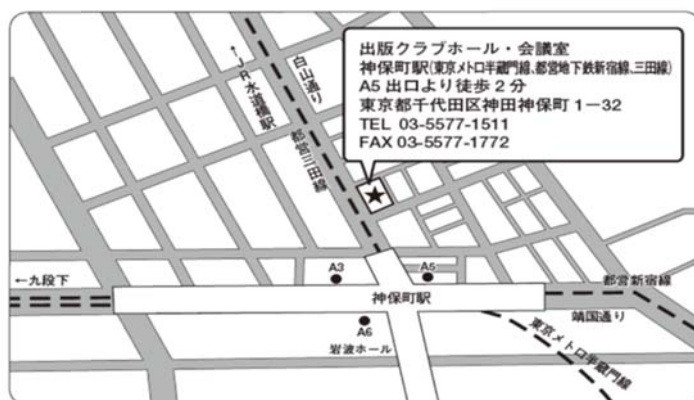 出版クラブホール・会議室
神保町駅(東京メトロ半蔵門線、都営地下鉄新宿線、三田線)
A5出口より徒歩2分
東京都千代田区神田神保町1−32
TEL 03-5577-1511
FAX 03-5577-1772
←JR水道橋駅
白山通り
都営三田線
★
←九段下
A3
A5
神保町駅
都営新宿線
靖国通り
A6
岩波ホール
東京メトロ半蔵門線